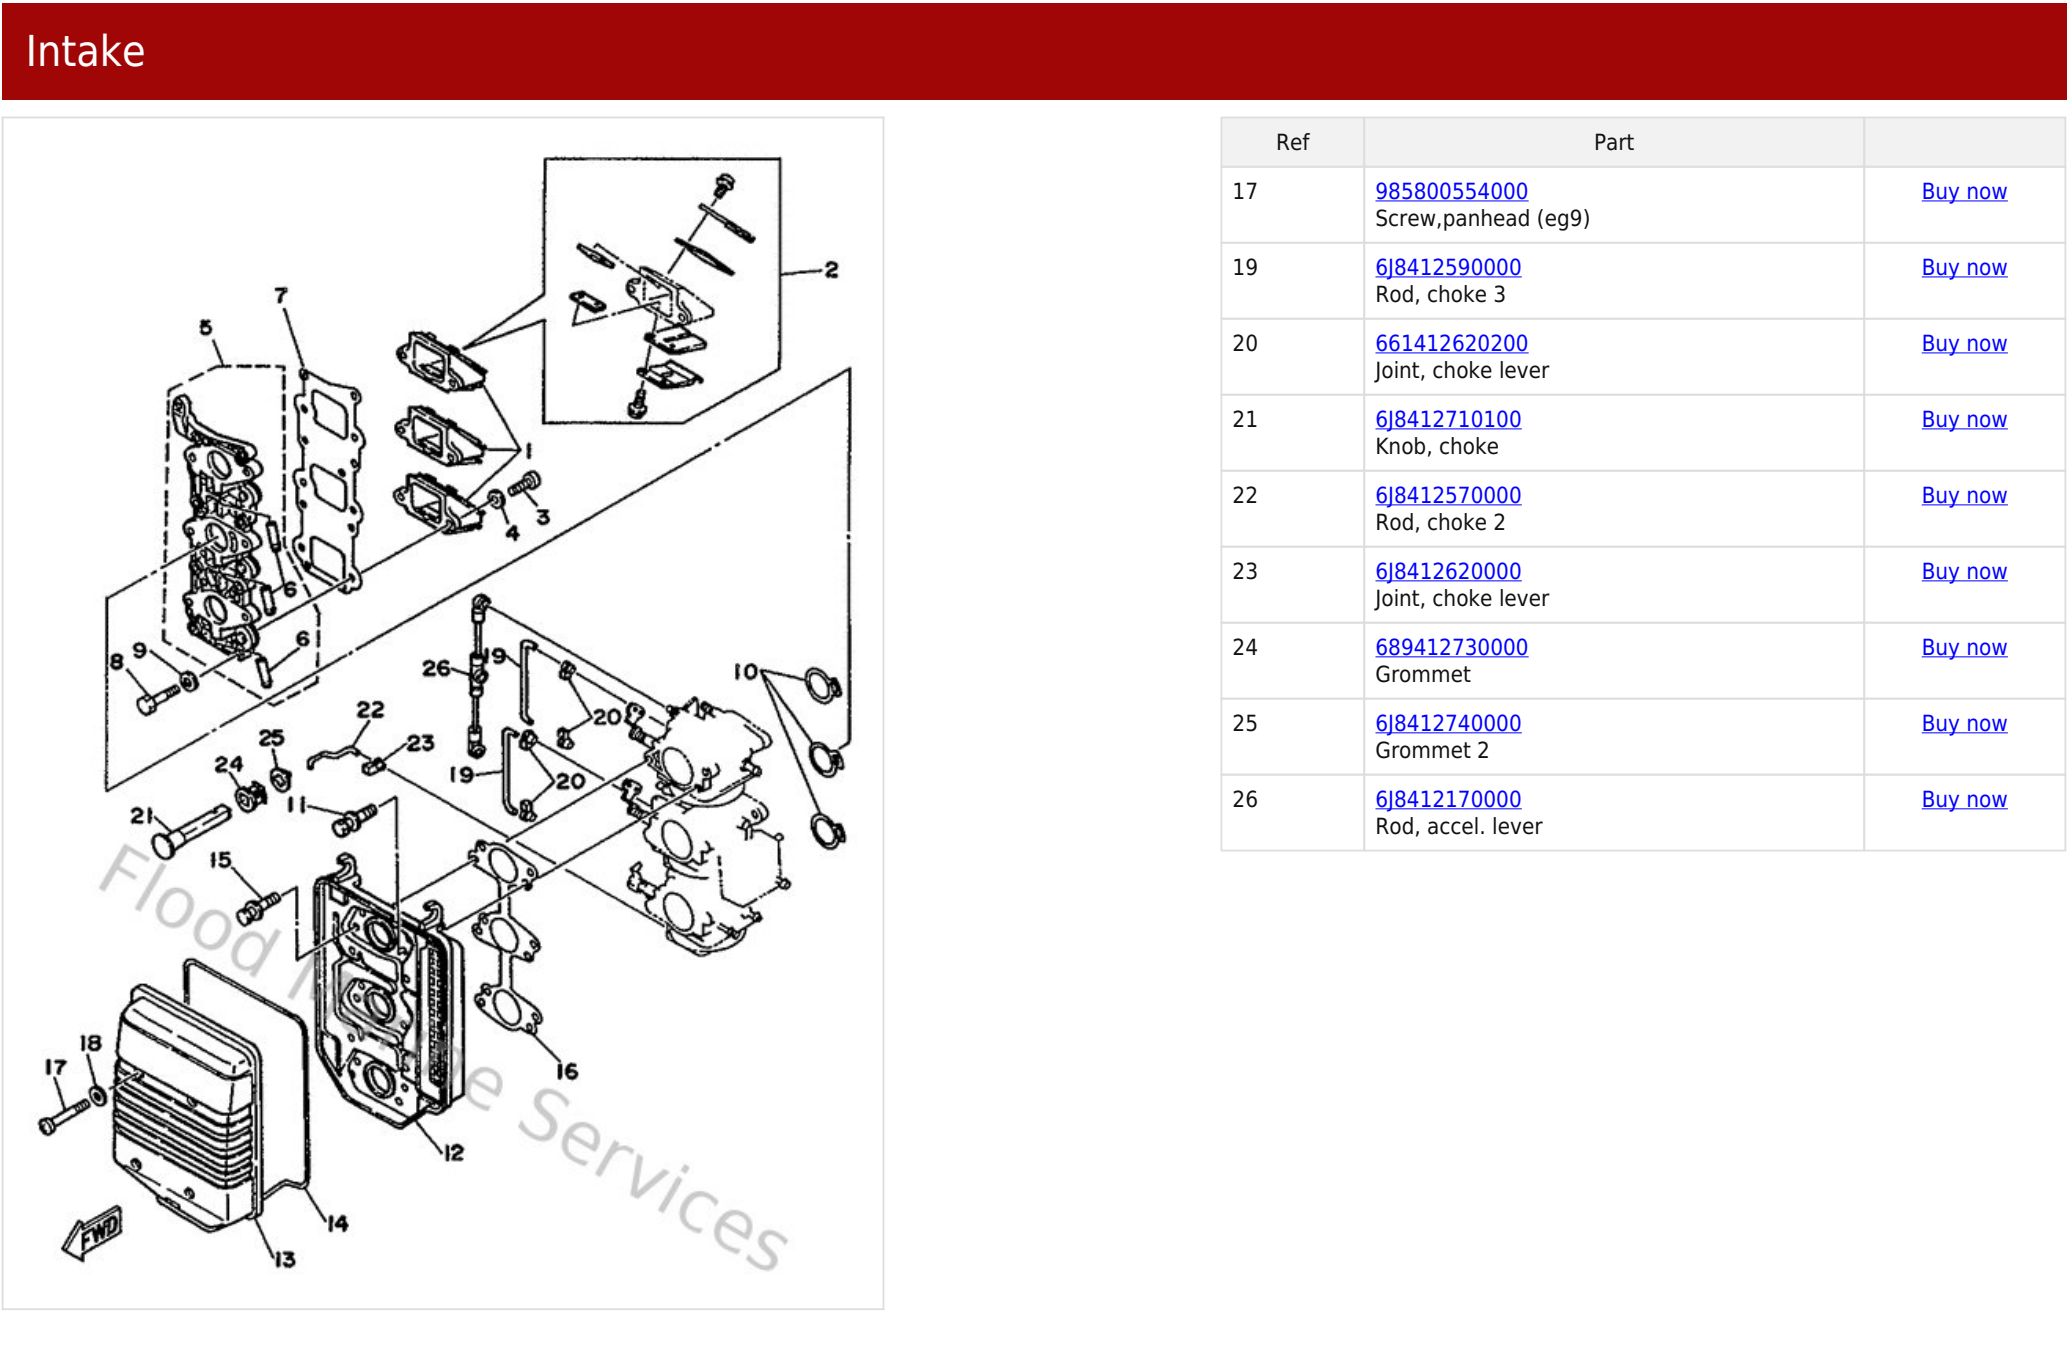 Intake
2
7
5
1
3
4
6
6
9
8
26
19
10
20
22
25
23
24
19
20
11
21
15
16
18
17
12
14
13
FWD
Flood Marine Services
Ref Part
17 985800554000 Buy now
Screw,panhead (eg9)
19 6J8412590000 Buy now
Rod, choke 3
20 661412620200 Buy now
Joint, choke lever
21 6J8412710100 Buy now
Knob, choke
22 6J8412570000 Buy now
Rod, choke 2
23 6J8412620000 Buy now
Joint, choke lever
24 689412730000 Buy now
Grommet
25 6J8412740000 Buy now
Grommet 2
26 6J8412170000 Buy now
Rod, accel. lever